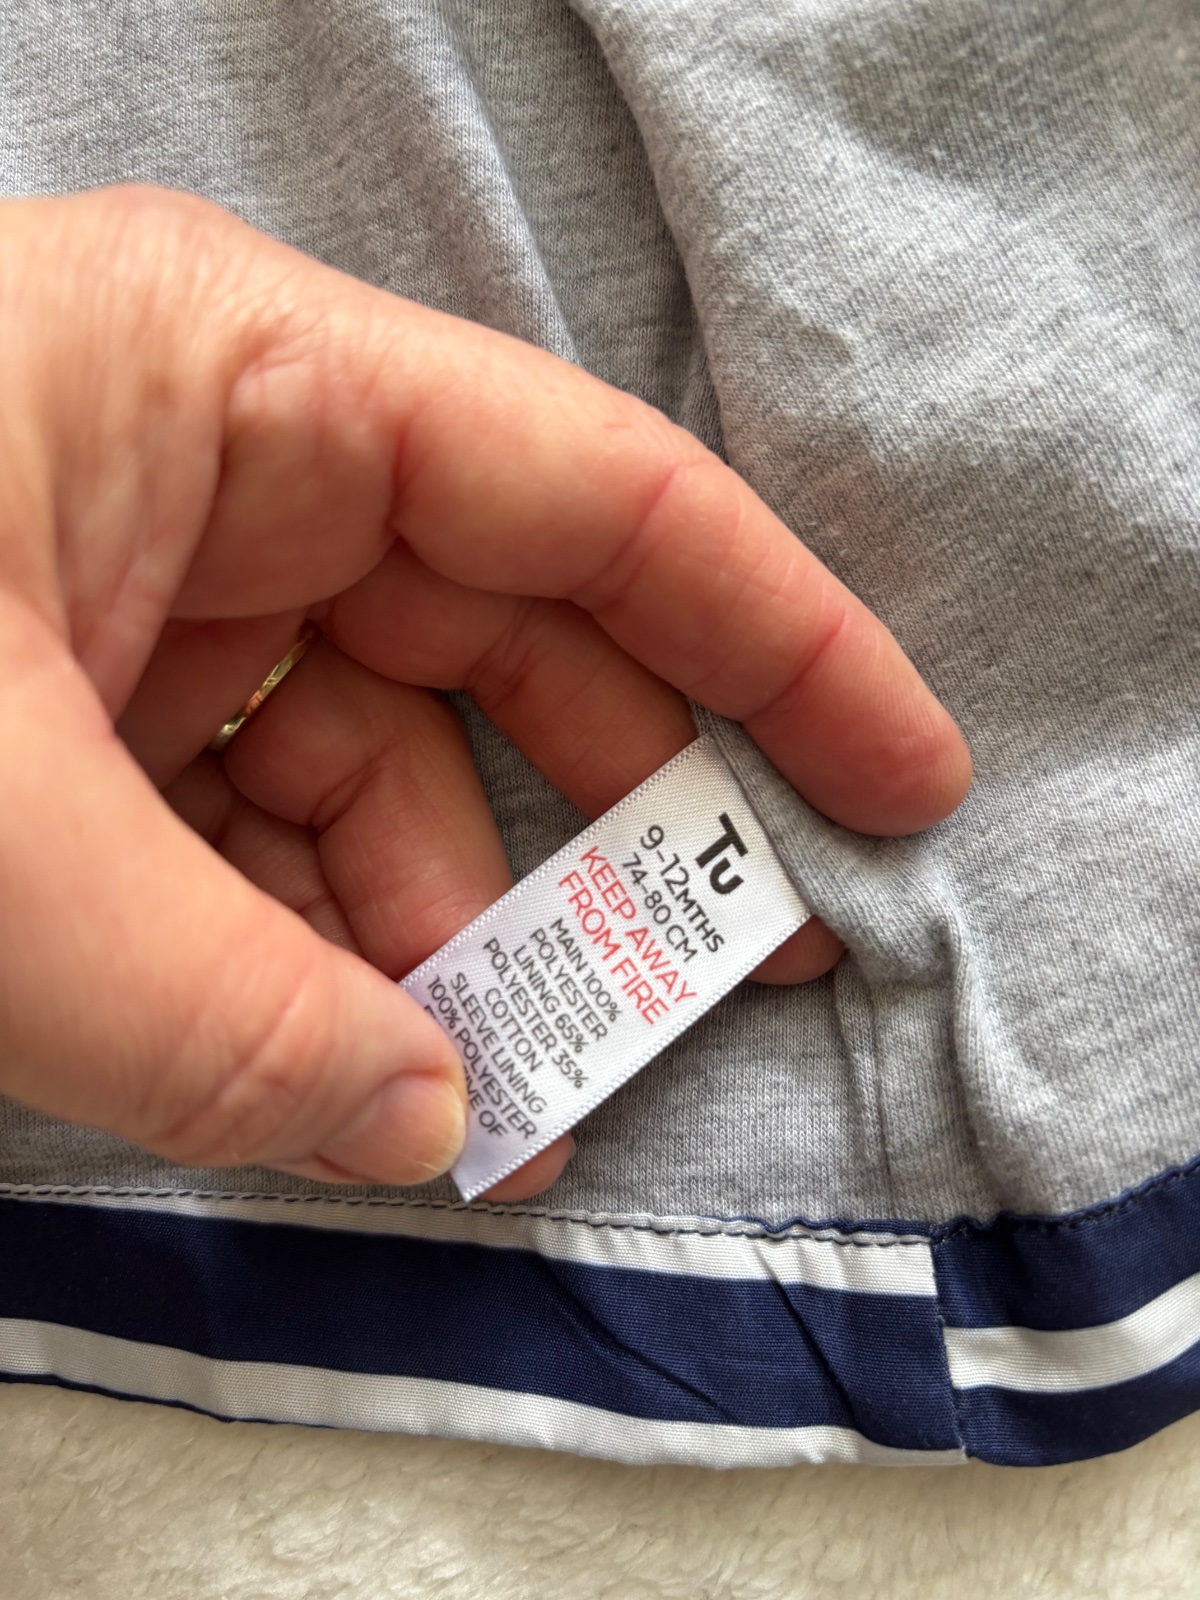 Tu
9-12MTHS
74-80 CM
KEEP AWAY
FROM FIRE
MAIN 100%
POLYESTER
LINING 65%
POLYESTER 35%
COTTON
SLEEVE LINING
100% POLYESTER
OF